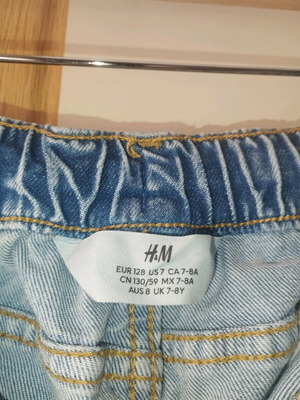 H&M
EUR 128 US 7 CA 7-8A
CN 130/59 MX 7-8A
AUS 8 UK 7-8Y